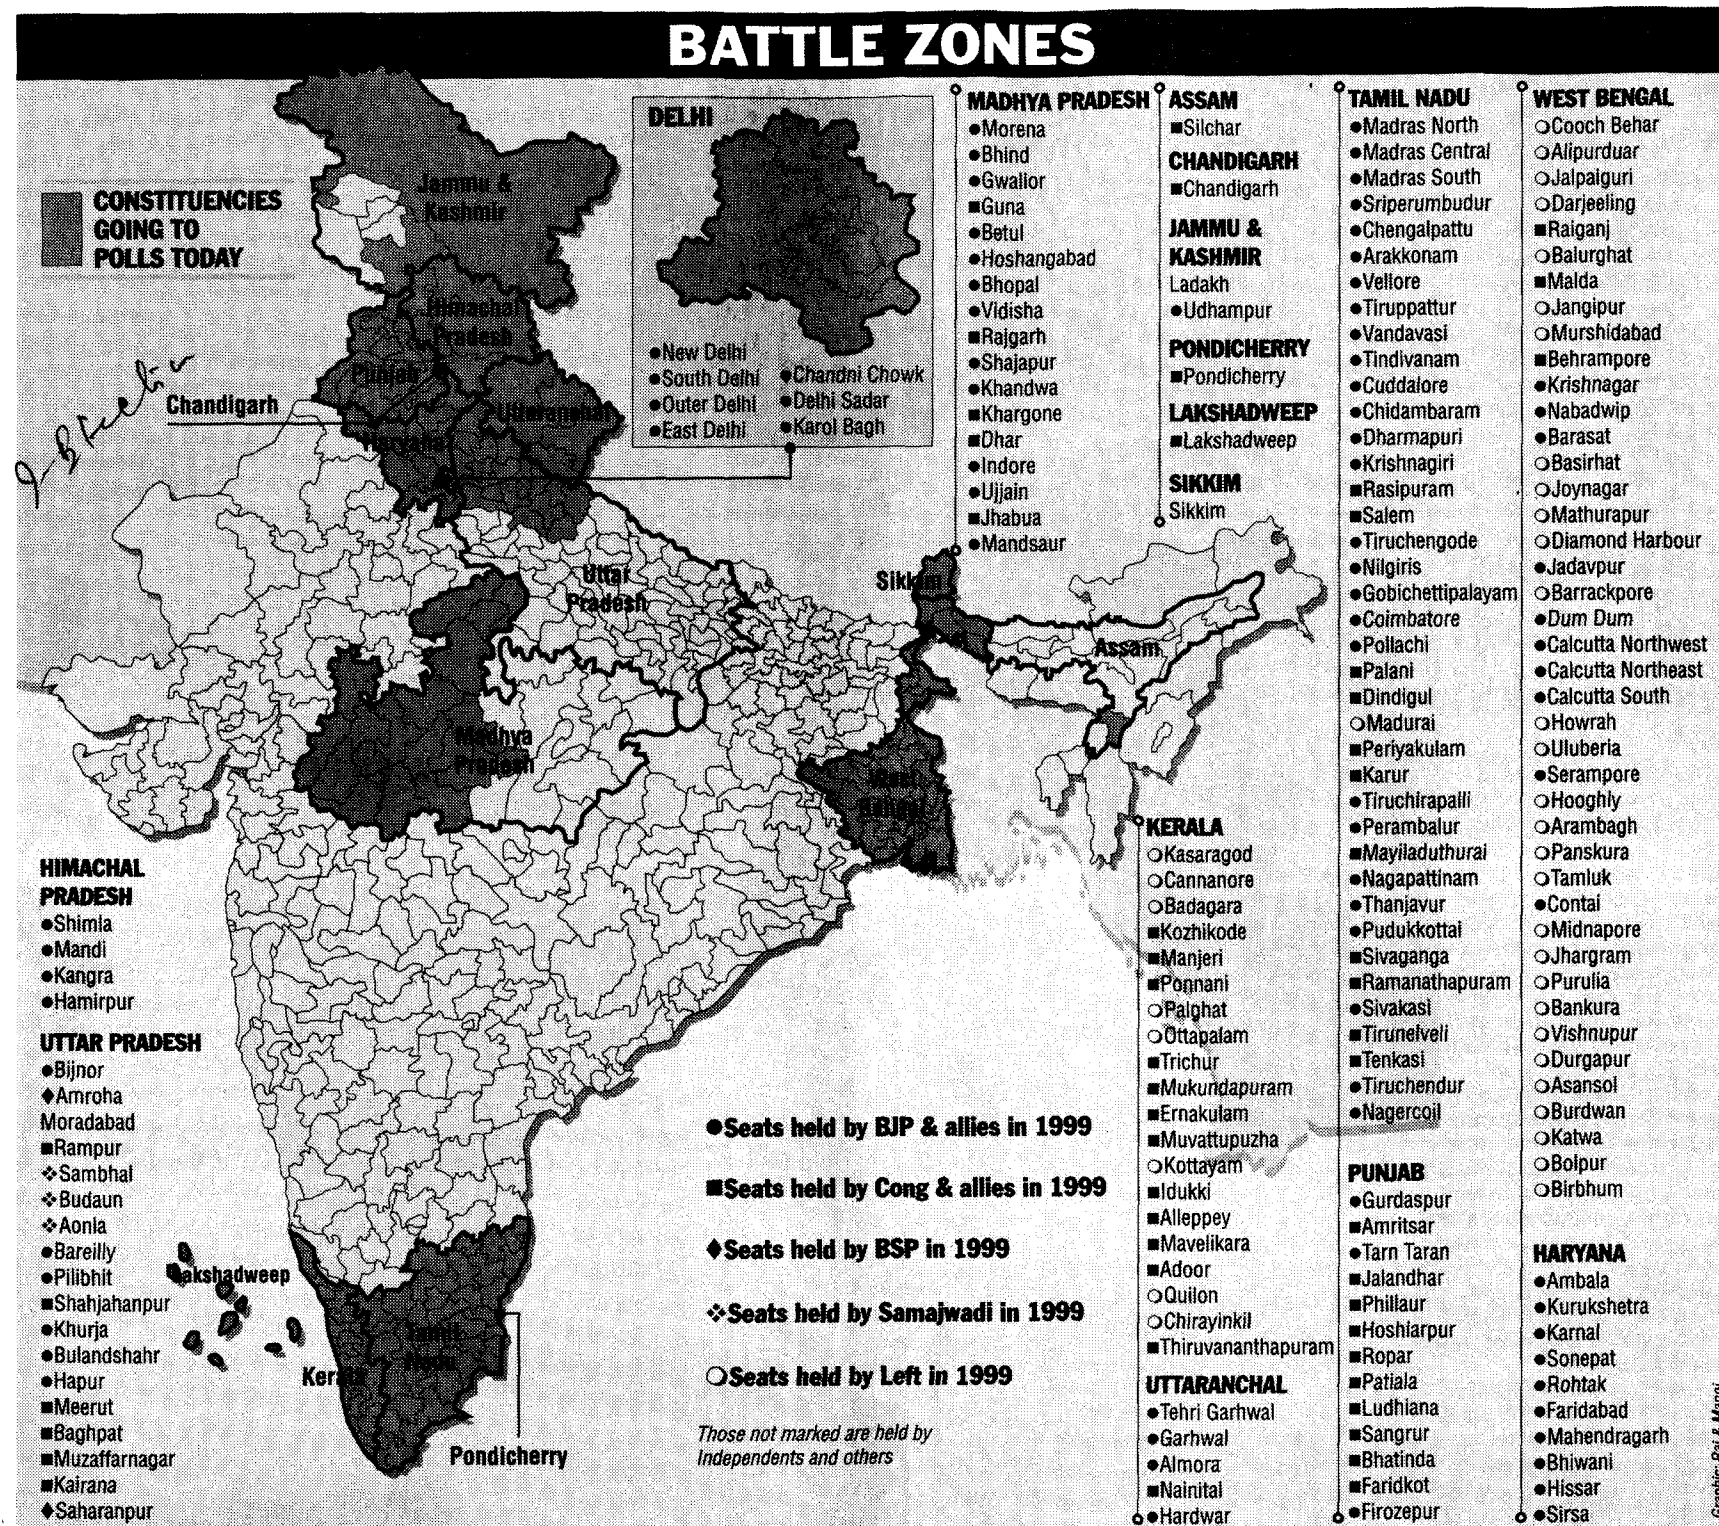 BATTLE ZONES
CONSTITUENCIES
GOING TO
POLLS TODAY
Jammu &
Kashmir
Himachal
Pradesh
Punjab
Chandigarh
Uttaranchal
Haryana
Uttar
Pradesh
Sikkim
Assam
Madhya
Pradesh
West
Bengal
Lakshadweep
Kerala
Tamil
Nadu
Pondicherry
DELHI
●New Delhi
●South Delhi
●Outer Delhi
●East Delhi
●Chandni Chowk
●Delhi Sadar
●Karol Bagh
HIMACHAL
PRADESH
●Shimla
●Mandi
●Kangra
●Hamirpur
UTTAR PRADESH
●Bijnor
♦Amroha
Moradabad
■Rampur
❖Sambhal
❖Budaun
❖Aonla
●Bareilly
●Pilibhit
■Shahjahanpur
●Khurja
●Bulandshahr
●Hapur
■Meerut
■Baghpat
■Muzaffarnagar
■Kairana
♦Saharanpur
●Seats held by BJP & allies in 1999
■Seats held by Cong & allies in 1999
♦Seats held by BSP in 1999
❖Seats held by Samajwadi in 1999
○Seats held by Left in 1999
Those not marked are held by
Independents and others
MADHYA PRADESH
●Morena
●Bhind
●Gwalior
■Guna
●Betul
●Hoshangabad
●Bhopal
●Vidisha
■Rajgarh
●Shajapur
●Khandwa
■Khargone
■Dhar
●Indore
●Ujjain
■Jhabua
●Mandsaur
ASSAM
■Silchar
CHANDIGARH
■Chandigarh
JAMMU &
KASHMIR
Ladakh
●Udhampur
PONDICHERRY
■Pondicherry
LAKSHADWEEP
■Lakshadweep
SIKKIM
Sikkim
KERALA
○Kasaragod
○Cannanore
○Badagara
■Kozhikode
■Manjeri
■Ponnani
○Palghat
○Ottapalam
■Trichur
■Mukundapuram
■Ernakulam
■Muvattupuzha
○Kottayam
■Idukki
■Alleppey
■Mavelikara
■Adoor
○Quilon
○Chirayinkil
■Thiruvananthapuram
UTTARANCHAL
●Tehri Garhwal
●Garhwal
●Almora
■Nainital
●Hardwar
TAMIL NADU
●Madras North
●Madras Central
●Madras South
●Sriperumbudur
●Chengalpattu
●Arakkonam
●Vellore
●Tiruppattur
●Vandavasi
●Tindivanam
●Cuddalore
●Chidambaram
●Dharmapuri
●Krishnagiri
■Rasipuram
■Salem
●Tiruchengode
●Nilgiris
●Gobichettipalayam
●Coimbatore
●Pollachi
■Palani
■Dindigul
○Madurai
■Periyakulam
■Karur
●Tiruchirapalli
●Perambalur
■Mayiladuthurai
●Nagapattinam
●Thanjavur
●Pudukkottai
■Sivaganga
■Ramanathapuram
●Sivakasi
■Tirunelveli
■Tenkasi
●Tiruchendur
●Nagercoil
PUNJAB
●Gurdaspur
■Amritsar
●Tarn Taran
■Jalandhar
■Phillaur
■Hoshiarpur
■Ropar
■Patiala
■Ludhiana
■Sangrur
■Bhatinda
■Faridkot
●Firozepur
WEST BENGAL
○Cooch Behar
○Alipurduar
○Jalpaiguri
○Darjeeling
■Raiganj
○Balurghat
■Malda
○Jangipur
○Murshidabad
■Behrampore
●Krishnagar
●Nabadwip
●Barasat
○Basirhat
○Joynagar
○Mathurapur
○Diamond Harbour
●Jadavpur
○Barrackpore
●Dum Dum
●Calcutta Northwest
●Calcutta Northeast
●Calcutta South
○Howrah
○Uluberia
●Serampore
○Hooghly
○Arambagh
○Panskura
○Tamluk
●Contai
○Midnapore
○Jhargram
○Purulia
○Bankura
○Vishnupur
○Durgapur
○Asansol
○Burdwan
○Katwa
○Bolpur
○Birbhum
HARYANA
●Ambala
●Kurukshetra
●Karnal
●Sonepat
●Rohtak
●Faridabad
●Mahendragarh
●Bhiwani
●Hissar
●Sirsa